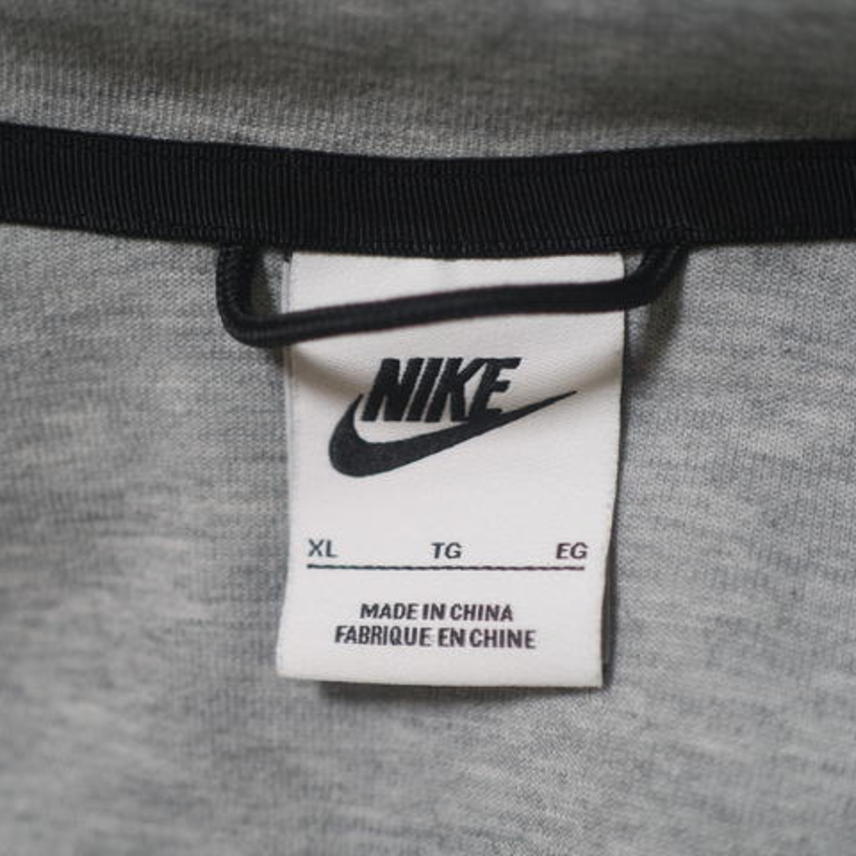 NIKE
XL TG EG
MADE IN CHINA
FABRIQUE EN CHINE